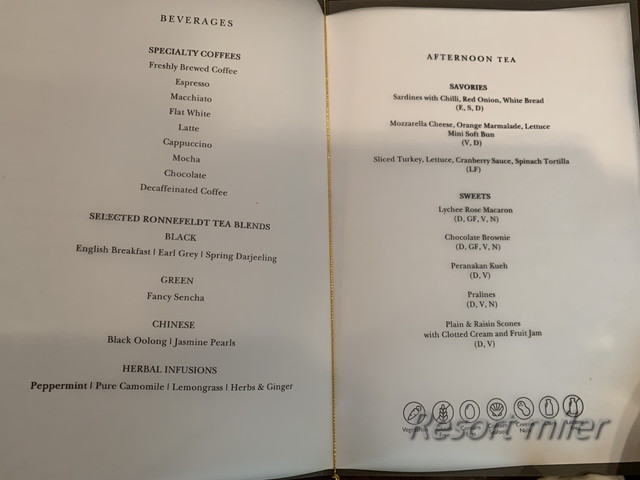 BEVERAGES
SPECIALTY COFFEES
Freshly Brewed Coffee
Espresso
Macchiato
Flat White
Latte
Cappuccino
Mocha
Chocolate
Decaffeinated Coffee
SELECTED RONNEFELDT TEA BLENDS
BLACK
English Breakfast | Earl Grey | Spring Darjeeling
GREEN
Fancy Sencha
CHINESE
Black Oolong | Jasmine Pearls
HERBAL INFUSIONS
Peppermint | Pure Camomile | Lemongrass | Herbs & Ginger
AFTERNOON TEA
SAVORIES
Sardines with Chilli, Red Onion, White Bread
(E, S, D)
Mozzarella Cheese, Orange Marmalade, Lettuce
Mini Soft Bun
(V, D)
Sliced Turkey, Lettuce, Cranberry Sauce, Spinach Tortilla
(LF)
SWEETS
Lychee Rose Macaron
(D, GF, V, N)
Chocolate Brownie
(D, GF, V, N)
Peranakan Kueh
(D, V)
Pralines
(D, V, N)
Plain & Raisin Scones
with Clotted Cream and Fruit Jam
(D, V)
Resort miler